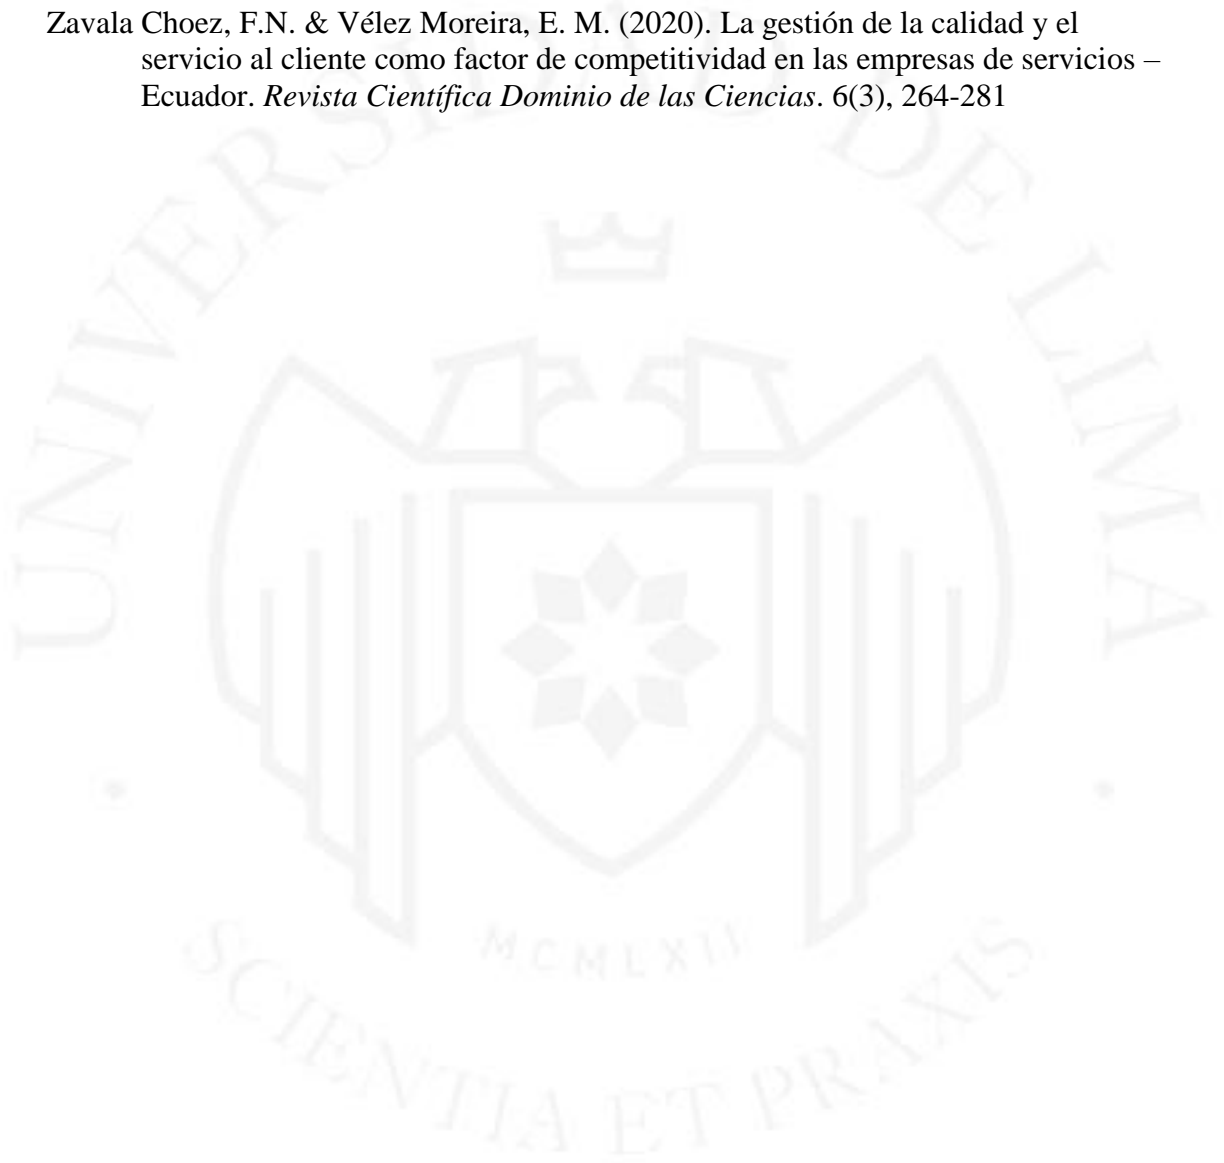 Zavala Choez, F.N. & Vélez Moreira, E. M. (2020). La gestión de la calidad y el
servicio al cliente como factor de competitividad en las empresas de servicios –
Ecuador. Revista Científica Dominio de las Ciencias. 6(3), 264-281
UNIVERSIDAD DE LIMA
MCMLXII
SCIENTIA ET PRAXIS